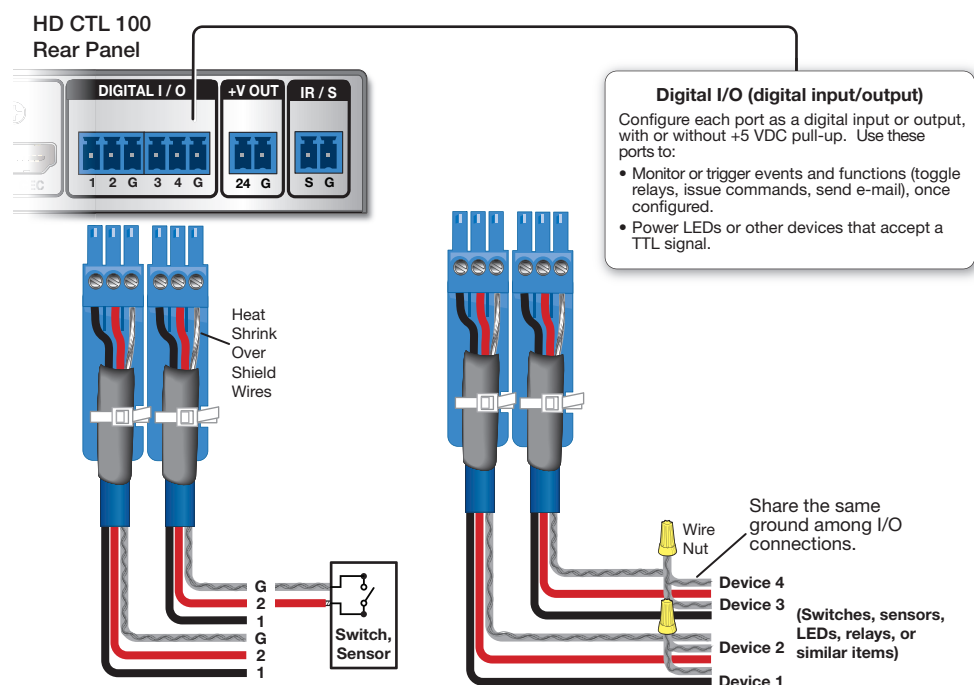 HD CTL 100
Rear Panel
DIGITAL I / O
+V OUT
IR / S
1 2 G 3 4 G
24 G
S G
Digital I/O (digital input/output)
Configure each port as a digital input or output,
with or without +5 VDC pull-up. Use these
ports to:
• Monitor or trigger events and functions (toggle
relays, issue commands, send e-mail), once
configured.
• Power LEDs or other devices that accept a
TTL signal.
Heat
Shrink
Over
Shield
Wires
G
2
1
G
2
1
Switch,
Sensor
Wire
Nut
Share the same
ground among I/O
connections.
Device 4
Device 3
Device 2
Device 1
(Switches, sensors,
LEDs, relays, or
similar items)